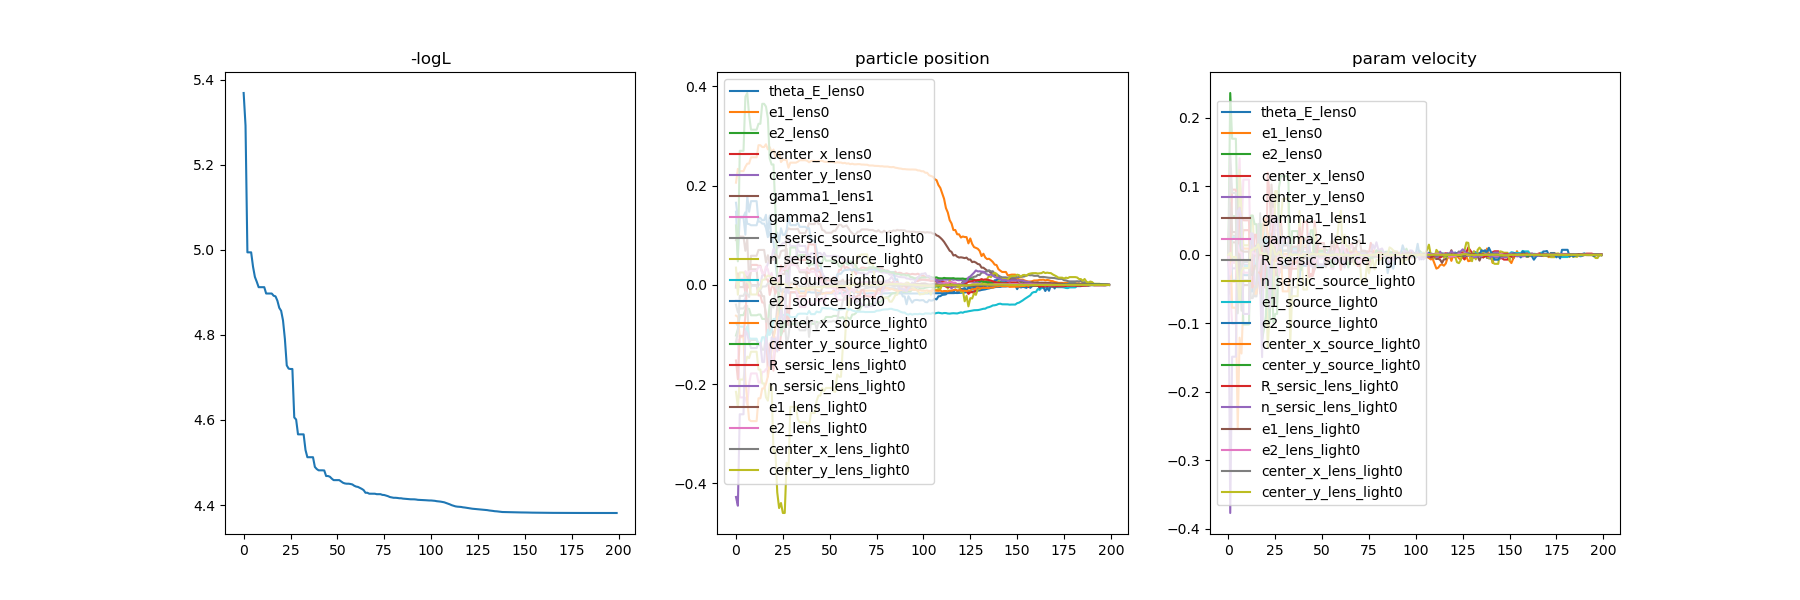 -logL
5.4
5.2
5.0
4.8
4.6
4.4
0 25 50 75 100 125 150 175 200
particle position
0.4
0.2
0.0
−0.2
−0.4
theta_E_lens0
e1_lens0
e2_lens0
center_x_lens0
center_y_lens0
gamma1_lens1
gamma2_lens1
R_sersic_source_light0
n_sersic_source_light0
e1_source_light0
e2_source_light0
center_x_source_light0
center_y_source_light0
R_sersic_lens_light0
n_sersic_lens_light0
e1_lens_light0
e2_lens_light0
center_x_lens_light0
center_y_lens_light0
0 25 50 75 100 125 150 175 200
param velocity
0.2
0.1
0.0
−0.1
−0.2
−0.3
−0.4
theta_E_lens0
e1_lens0
e2_lens0
center_x_lens0
center_y_lens0
gamma1_lens1
gamma2_lens1
R_sersic_source_light0
n_sersic_source_light0
e1_source_light0
e2_source_light0
center_x_source_light0
center_y_source_light0
R_sersic_lens_light0
n_sersic_lens_light0
e1_lens_light0
e2_lens_light0
center_x_lens_light0
center_y_lens_light0
0 25 50 75 100 125 150 175 200